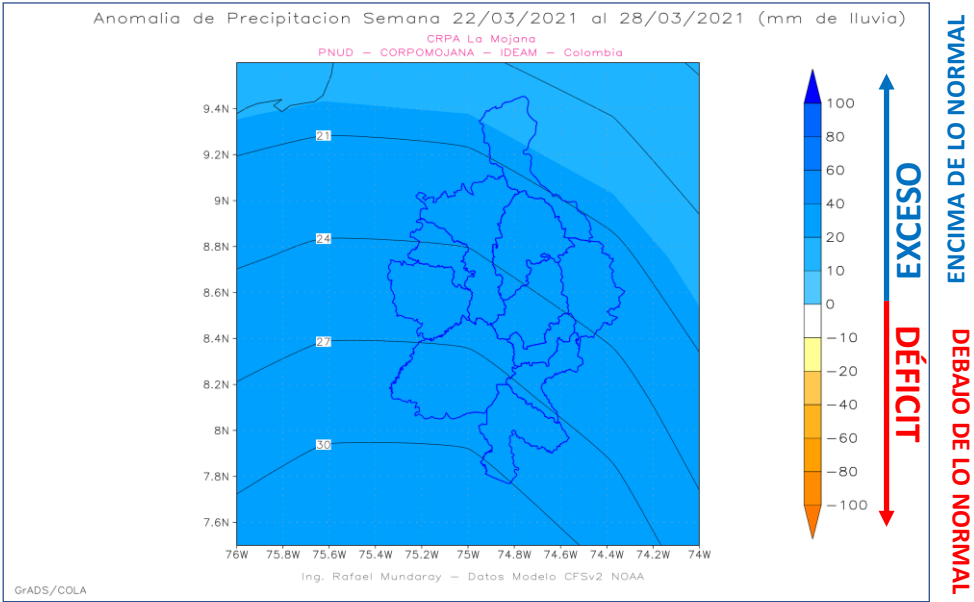 Anomalia de Precipitacion Semana 22/03/2021 al 28/03/2021 (mm de lluvia)
CRPA La Mojana
PNUD – CORPOMOJANA – IDEAM – Colombia
9.4N
9.2N
9N
8.8N
8.6N
8.4N
8.2N
8N
7.8N
7.6N
21
24
27
30
76W 75.8W 75.6W 75.4W 75.2W 75W 74.8W 74.6W 74.4W 74.2W 74W
100
80
60
40
20
10
0
–10
–20
–40
–60
–80
–100
EXCESO
DÉFICIT
ENCIMA DE LO NORMAL
DEBAJO DE LO NORMAL
Ing. Rafael Mundaray – Datos Modelo CFSv2 NOAA
GrADS/COLA